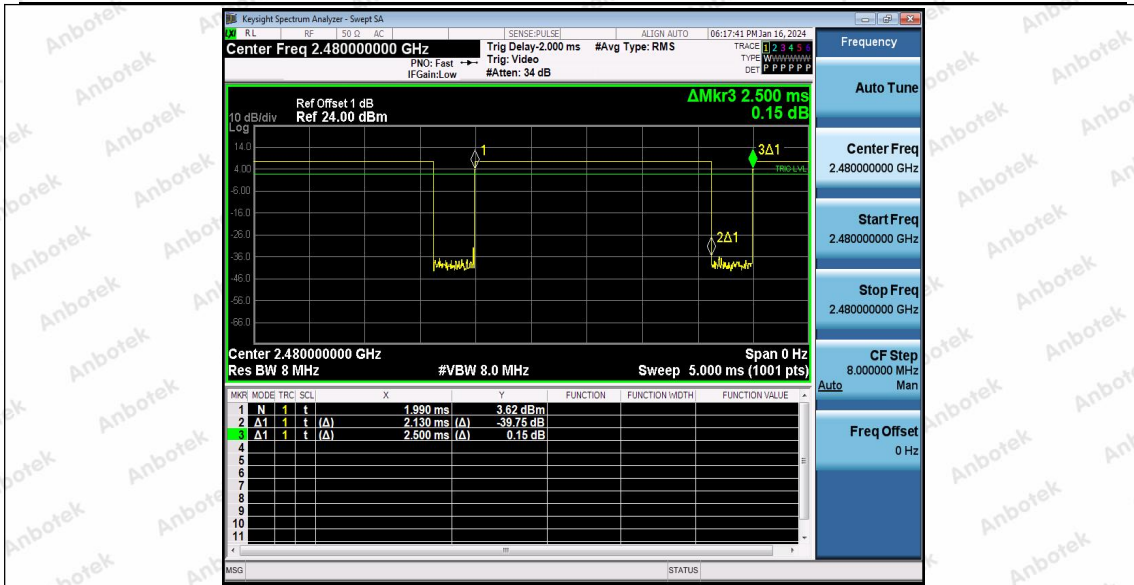 Keysight Spectrum Analyzer - Swept SA
LXI RL RF 50 Ω AC SENSE:PULSE ALIGN AUTO 06:17:41 PM Jan 16, 2024
Center Freq 2.480000000 GHz Trig Delay-2.000 ms #Avg Type: RMS TRACE 1 2 3 4 5 6
PNO: Fast Trig: Video TYPE WWWWWW
IFGain:Low #Atten: 34 dB DET P P P P P P
ΔMkr3 2.500 ms
0.15 dB
Ref Offset 1 dB
10 dB/div Ref 24.00 dBm
Log
14.0
4.00
-6.00
-16.0
-26.0
-36.0
-46.0
-56.0
-66.0
1
3Δ1
TRIG LVL
2Δ1
Center 2.480000000 GHz Span 0 Hz
Res BW 8 MHz #VBW 8.0 MHz Sweep 5.000 ms (1001 pts)
MKR MODE TRC SCL X Y FUNCTION FUNCTION WIDTH FUNCTION VALUE
1 N 1 t 1.990 ms 3.62 dBm
2 Δ1 1 t (Δ) 2.130 ms (Δ) -39.75 dB
3 Δ1 1 t (Δ) 2.500 ms (Δ) 0.15 dB
4
5
6
7
8
9
10
11
MSG STATUS
Frequency
Auto Tune
Center Freq
2.480000000 GHz
Start Freq
2.480000000 GHz
Stop Freq
2.480000000 GHz
CF Step
8.000000 MHz
Auto Man
Freq Offset
0 Hz
Anbotek